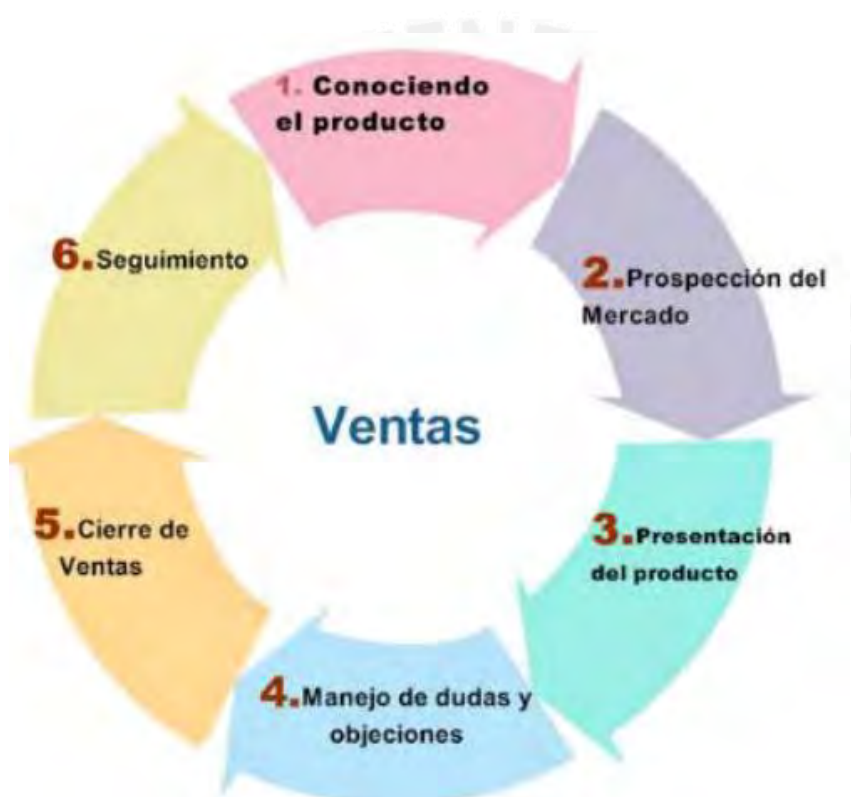 1. Conociendo
el producto
2.Prospección del
Mercado
3.Presentación
del producto
4.Manejo de dudas y
objeciones
5.Cierre de
Ventas
6.Seguimiento
Ventas